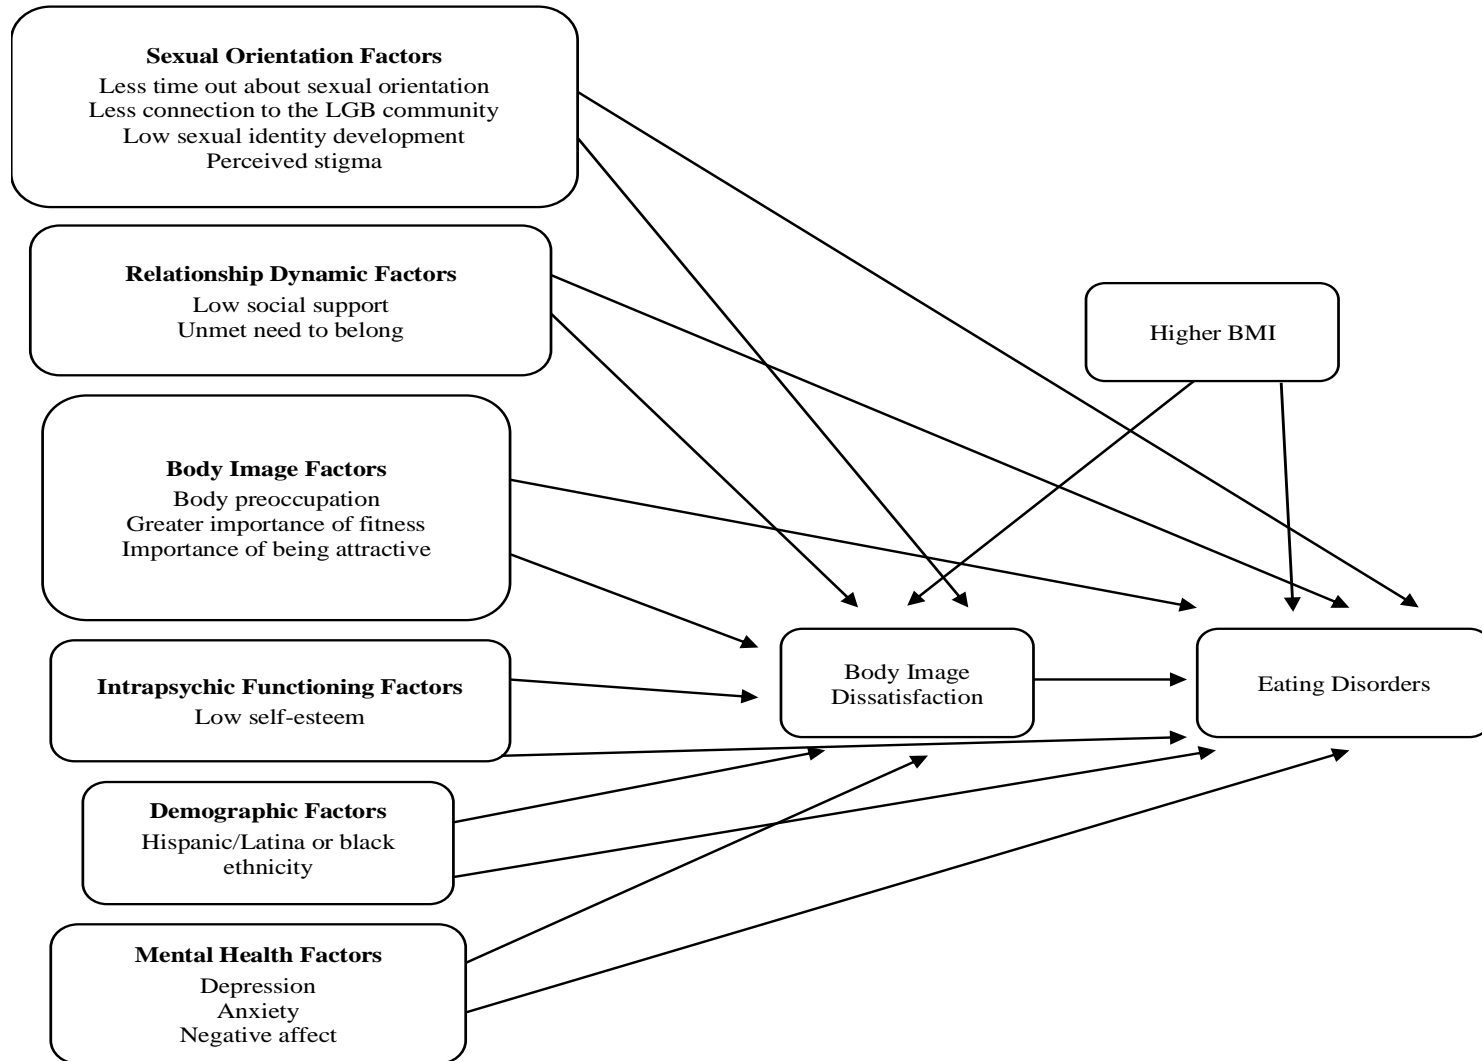 Sexual Orientation Factors
Less time out about sexual orientation
Less connection to the LGB community
Low sexual identity development
Perceived stigma
Relationship Dynamic Factors
Low social support
Unmet need to belong
Higher BMI
Body Image Factors
Body preoccupation
Greater importance of fitness
Importance of being attractive
Body Image
Dissatisfaction
Eating Disorders
Intrapsychic Functioning Factors
Low self-esteem
Demographic Factors
Hispanic/Latina or black
ethnicity
Mental Health Factors
Depression
Anxiety
Negative affect